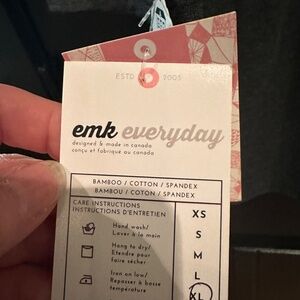 ESTD 2005
emk everyday
designed & made in canada
conçu et fabriqué au canada
BAMBOO / COTTON / SPANDEX
BAMBOU / COTON / SPANDEX
CARE INSTRUCTIONS
INSTRUCTIONS D'ENTRETIEN
Hand wash/
Laver à la main
Hang to dry/
Etendre pour
faire sécher
Iron on low/
Repasser à basse
température
XS
S
M
L
XL